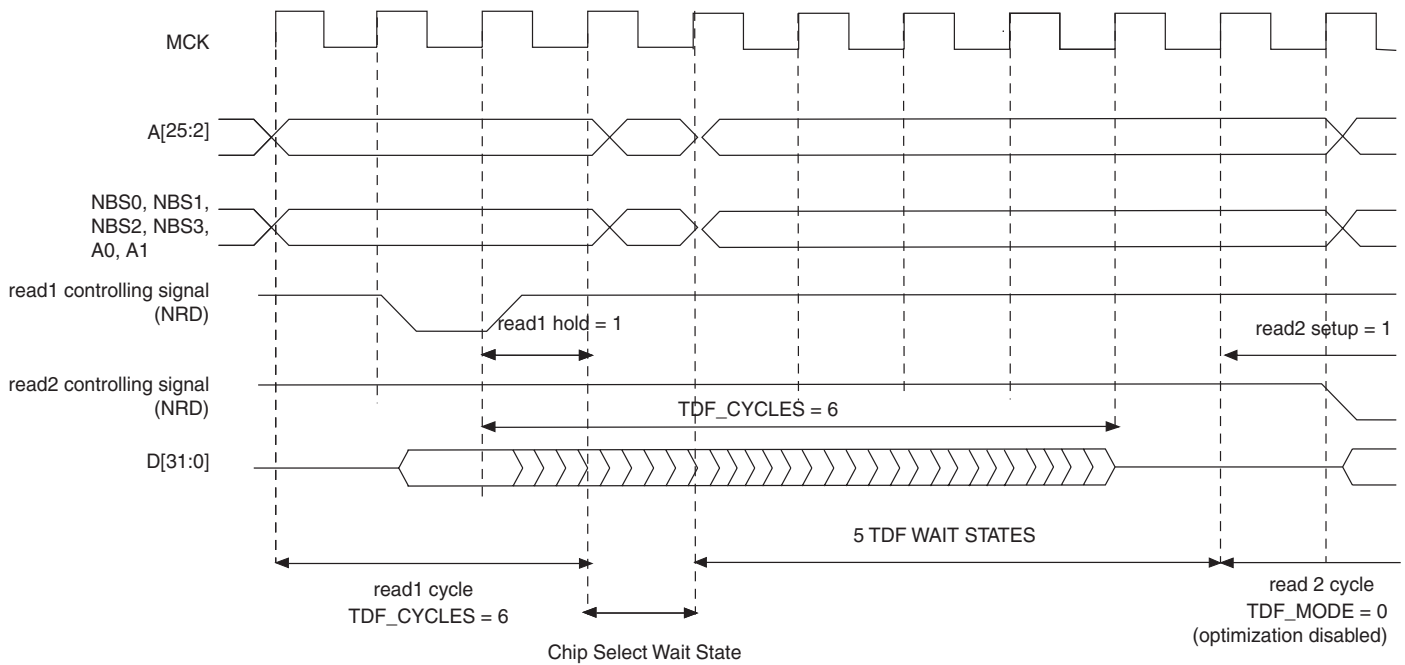 MCK
A[25:2]
NBS0, NBS1,
NBS2, NBS3,
A0, A1
read1 controlling signal
(NRD)
read1 hold = 1
read2 setup = 1
read2 controlling signal
(NRD)
TDF_CYCLES = 6
D[31:0]
5 TDF WAIT STATES
read1 cycle
TDF_CYCLES = 6
Chip Select Wait State
read 2 cycle
TDF_MODE = 0
(optimization disabled)